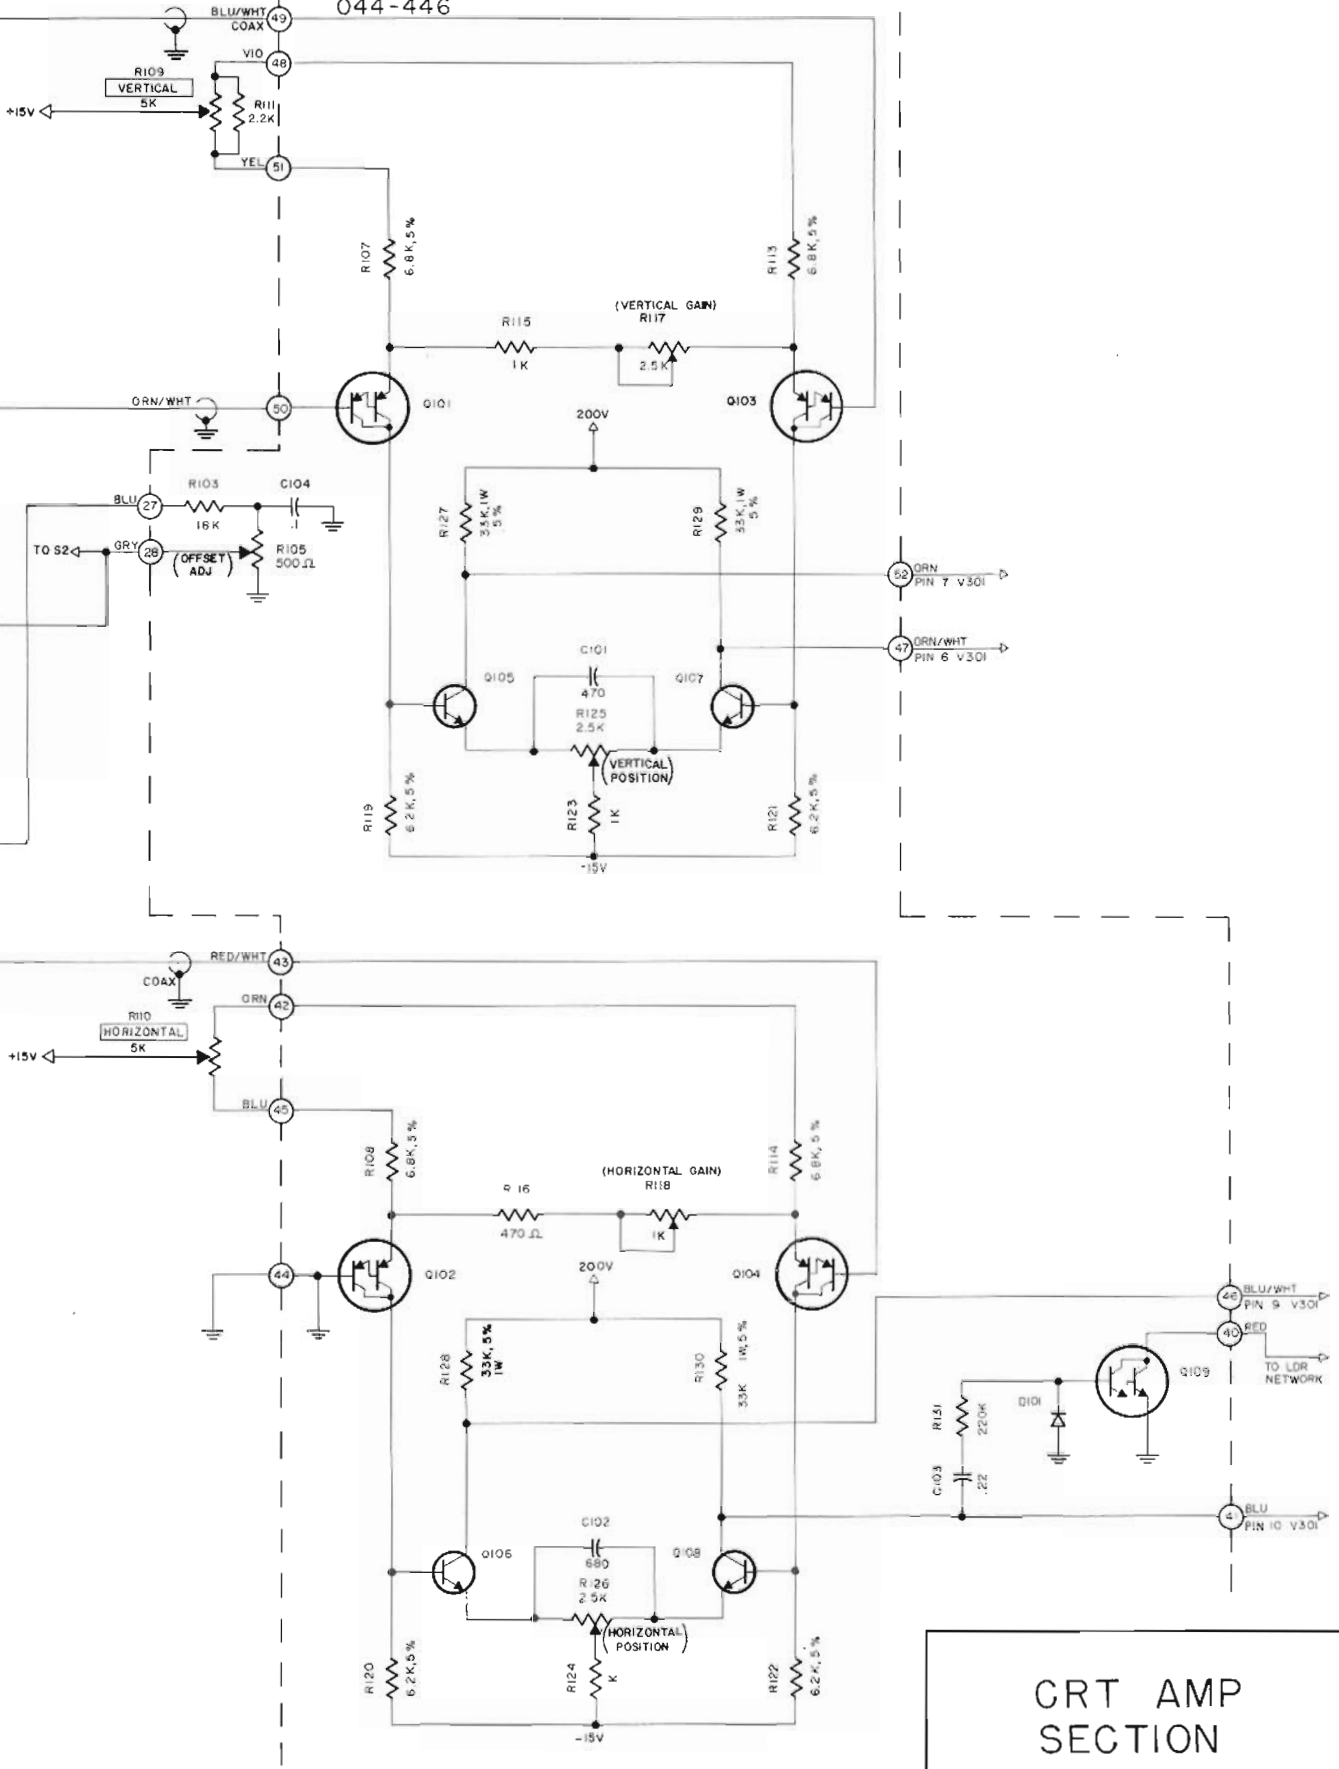 044-446
BLU/WHT
COAX
49
VIO
48
R109
VERTICAL
5K
+15V
R111
2.2K
YEL
51
R107
6.8K,5%
R113
6.8K,5%
(VERTICAL GAIN)
R117
R115
1K
2.5K
ORN/WHT
50
Q101
Q103
200V
R103
C104
BLU
27
.1
R127
33K,1W
5%
R129
33K,1W
5%
TO S2
GRY
28
(OFFSET ADJ)
R105
500Ω
52
ORN
PIN 7 V301
47
ORN/WHT
PIN 6 V301
C101
470
Q105
Q107
R125
2.5K
(VERTICAL POSITION)
R119
6.2K,5%
R123
1K
R121
6.2K,5%
-15V
RED/WHT
43
COAX
ORN
42
R110
HORIZONTAL
5K
+15V
BLU
45
R108
6.8K,5%
R114
6.8K,5%
(HORIZONTAL GAIN)
R118
R 16
470Ω
1K
44
Q102
Q104
200V
46
BLU/WHT
PIN 9 V301
40
RED
TO LDR
NETWORK
R128
33K,5%
1W
R130
33K 1W,5%
Q109
R131
220K
D101
C103
.22
41
BLU
PIN 10 V301
C102
680
Q106
Q108
R126
2.5K
(HORIZONTAL POSITION)
R120
6.2K,5%
R124
K
R122
6.2K,5%
-15V
CRT AMP
SECTION